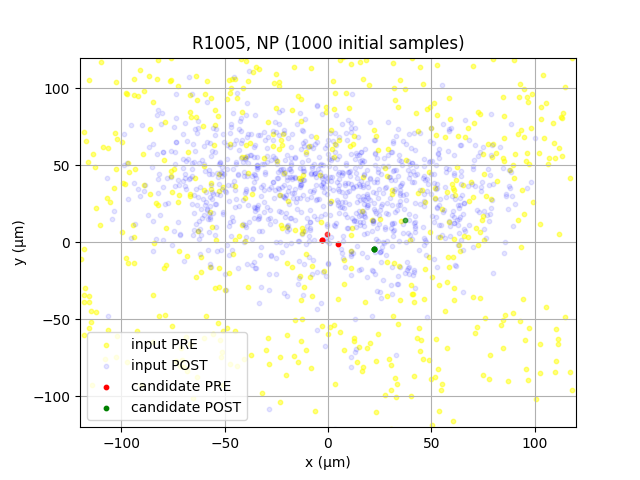 R1005, NP (1000 initial samples)
y (μm)
100
50
0
−50
−100
input PRE
input POST
candidate PRE
candidate POST
−100 −50 0 50 100
x (μm)